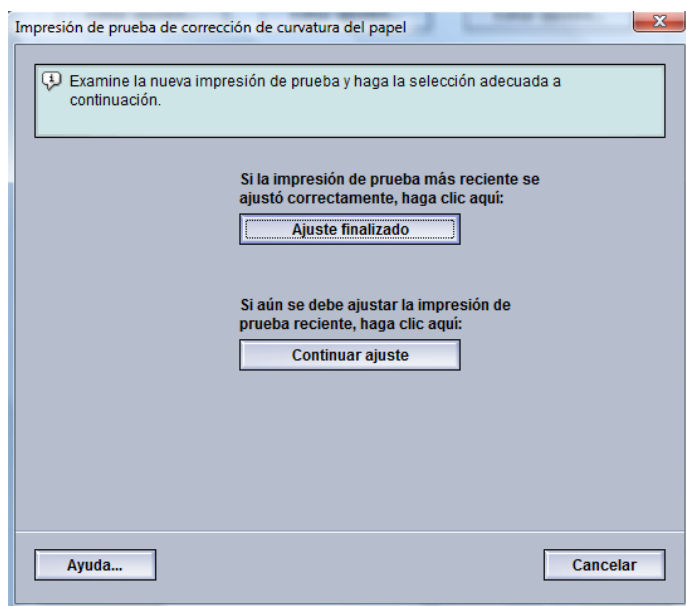 Impresión de prueba de corrección de curvatura del papel
Examine la nueva impresión de prueba y haga la selección adecuada a
continuación.
Si la impresión de prueba más reciente se
ajustó correctamente, haga clic aquí:
Ajuste finalizado
Si aún se debe ajustar la impresión de
prueba reciente, haga clic aquí:
Continuar ajuste
Ayuda...
Cancelar